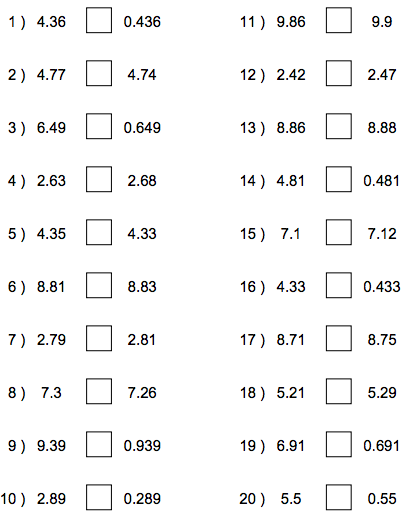 1 ) 4.36 0.436 11 ) 9.86 9.9
2 ) 4.77 4.74 12 ) 2.42 2.47
3 ) 6.49 0.649 13 ) 8.86 8.88
4 ) 2.63 2.68 14 ) 4.81 0.481
5 ) 4.35 4.33 15 ) 7.1 7.12
6 ) 8.81 8.83 16 ) 4.33 0.433
7 ) 2.79 2.81 17 ) 8.71 8.75
8 ) 7.3 7.26 18 ) 5.21 5.29
9 ) 9.39 0.939 19 ) 6.91 0.691
10 ) 2.89 0.289 20 ) 5.5 0.55